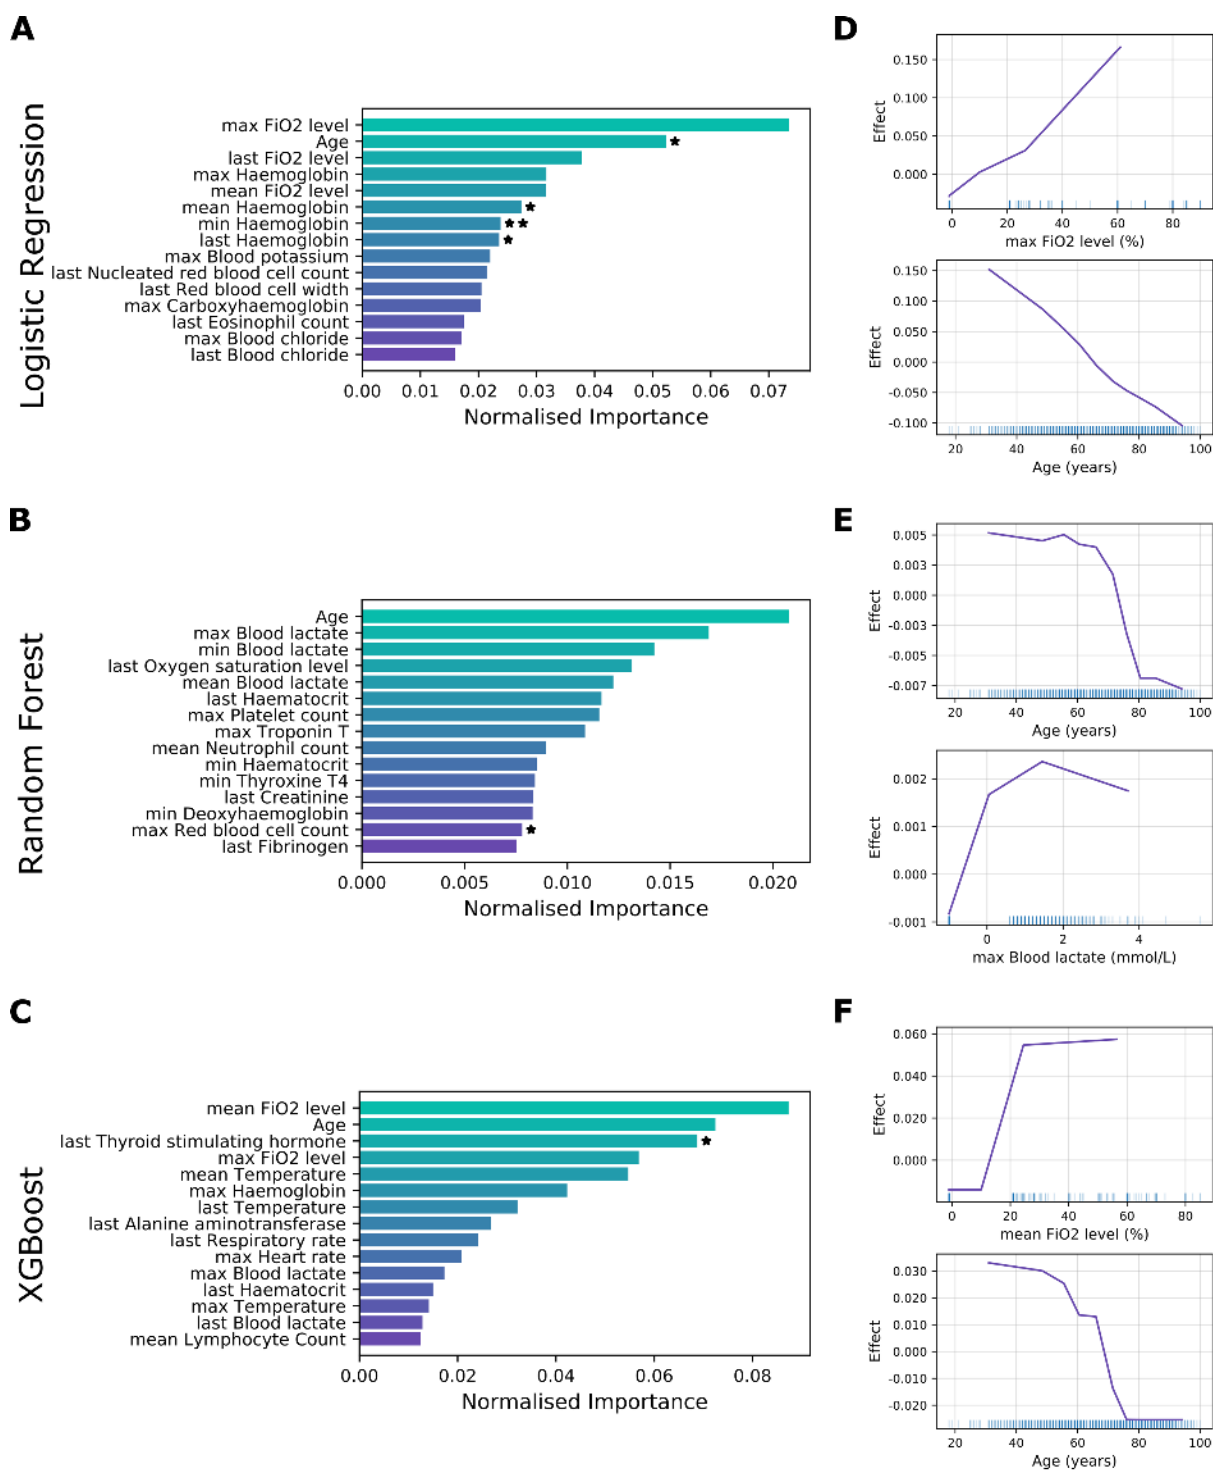 A
Logistic Regression
max FiO2 level
Age
last FiO2 level
max Haemoglobin
mean FiO2 level
mean Haemoglobin
min Haemoglobin
last Haemoglobin
max Blood potassium
last Nucleated red blood cell count
last Red blood cell width
max Carboxyhaemoglobin
last Eosinophil count
max Blood chloride
last Blood chloride
0.00 0.01 0.02 0.03 0.04 0.05 0.06 0.07
Normalised Importance
D
Effect
0.150
0.100
0.050
0.000
0 20 40 60 80
max FiO2 level (%)
Effect
0.150
0.100
0.050
0.000
-0.050
-0.100
20 40 60 80 100
Age (years)
B
Random Forest
Age
max Blood lactate
min Blood lactate
last Oxygen saturation level
mean Blood lactate
last Haematocrit
max Platelet count
max Troponin T
mean Neutrophil count
min Haematocrit
min Thyroxine T4
last Creatinine
min Deoxyhaemoglobin
max Red blood cell count
last Fibrinogen
0.000 0.005 0.010 0.015 0.020
Normalised Importance
E
Effect
0.005
0.003
0.000
-0.003
-0.005
-0.007
20 40 60 80 100
Age (years)
Effect
0.002
0.001
0.000
-0.001
0 2 4
max Blood lactate (mmol/L)
C
XGBoost
mean FiO2 level
Age
last Thyroid stimulating hormone
max FiO2 level
mean Temperature
max Haemoglobin
last Temperature
last Alanine aminotransferase
last Respiratory rate
max Heart rate
max Blood lactate
last Haematocrit
max Temperature
last Blood lactate
mean Lymphocyte Count
0.00 0.02 0.04 0.06 0.08
Normalised Importance
F
Effect
0.060
0.040
0.020
0.000
0 20 40 60 80
mean FiO2 level (%)
Effect
0.030
0.020
0.010
0.000
-0.010
-0.020
20 40 60 80 100
Age (years)